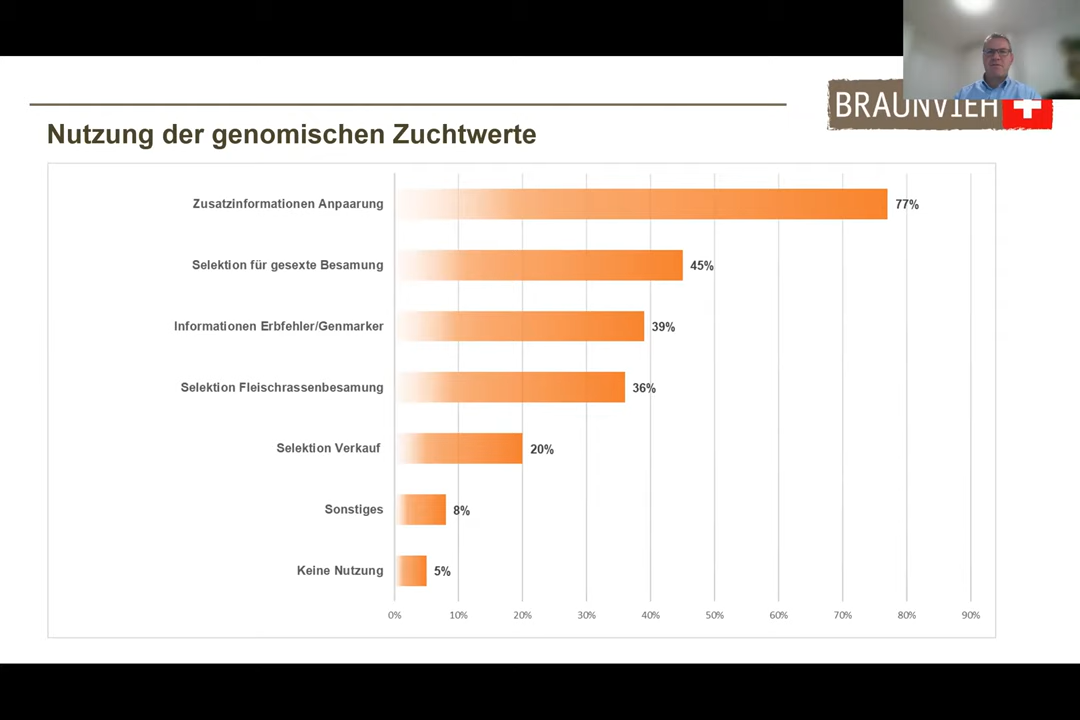 BRAUNVIEH
Nutzung der genomischen Zuchtwerte
Zusatzinformationen Anpaarung 77%
Selektion für gesexte Besamung 45%
Informationen Erbfehler/Genmarker 39%
Selektion Fleischrassenbesamung 36%
Selektion Verkauf 20%
Sonstiges 8%
Keine Nutzung 5%
0% 10% 20% 30% 40% 50% 60% 70% 80% 90%